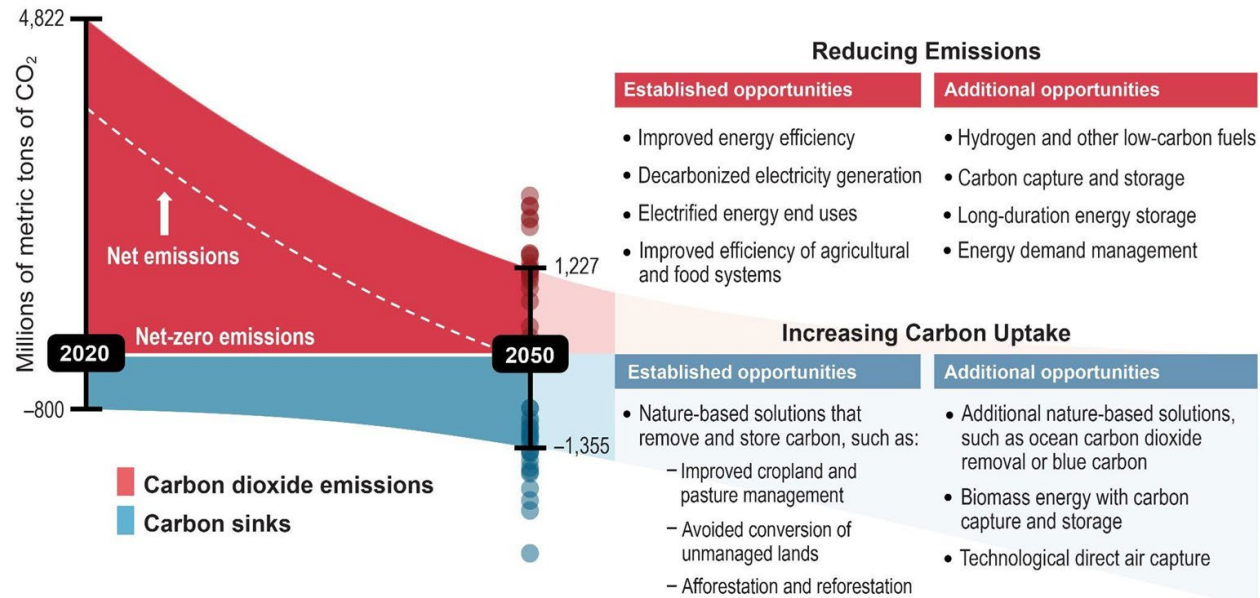 4,822
Millions of metric tons of CO₂
Net emissions
Net-zero emissions
2020
2050
1,227
–800
–1,355
Carbon dioxide emissions
Carbon sinks
Reducing Emissions
Established opportunities
• Improved energy efficiency
• Decarbonized electricity generation
• Electrified energy end uses
• Improved efficiency of agricultural
and food systems
Additional opportunities
• Hydrogen and other low-carbon fuels
• Carbon capture and storage
• Long-duration energy storage
• Energy demand management
Increasing Carbon Uptake
Established opportunities
• Nature-based solutions that
remove and store carbon, such as:
– Improved cropland and
pasture management
– Avoided conversion of
unmanaged lands
– Afforestation and reforestation
Additional opportunities
• Additional nature-based solutions,
such as ocean carbon dioxide
removal or blue carbon
• Biomass energy with carbon
capture and storage
• Technological direct air capture